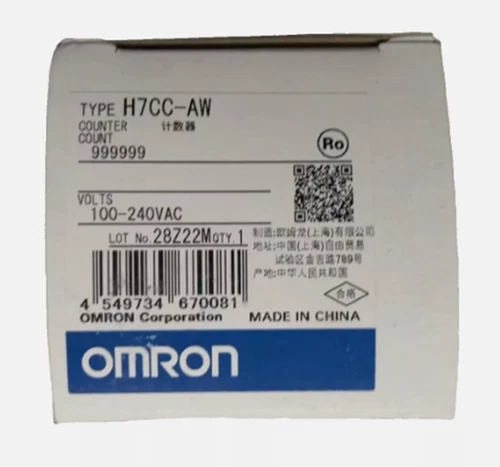 TYPE H7CC-AW
COUNTER 计数器
COUNT
999999
Ro
VOLTS
100-240VAC
LOT No.28Z22M QTY.1
制造:欧姆龙(上海)有限公司
地址:中国(上海)自由贸易
试验区金吉路789号
产地:中华人民共和国
4 549734 670081
合格
OMRON Corporation
MADE IN CHINA
OMRON